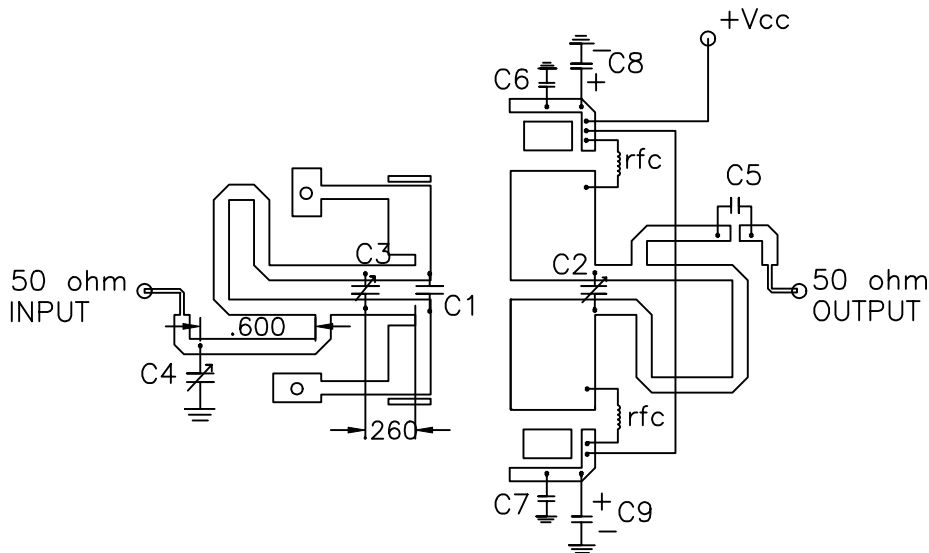 +Vcc
C8
−
+
C6
rfc
C5
C3
C2
50 ohm
INPUT
50 ohm
OUTPUT
C1
.600
C4
.260
rfc
C7
+
C9
−